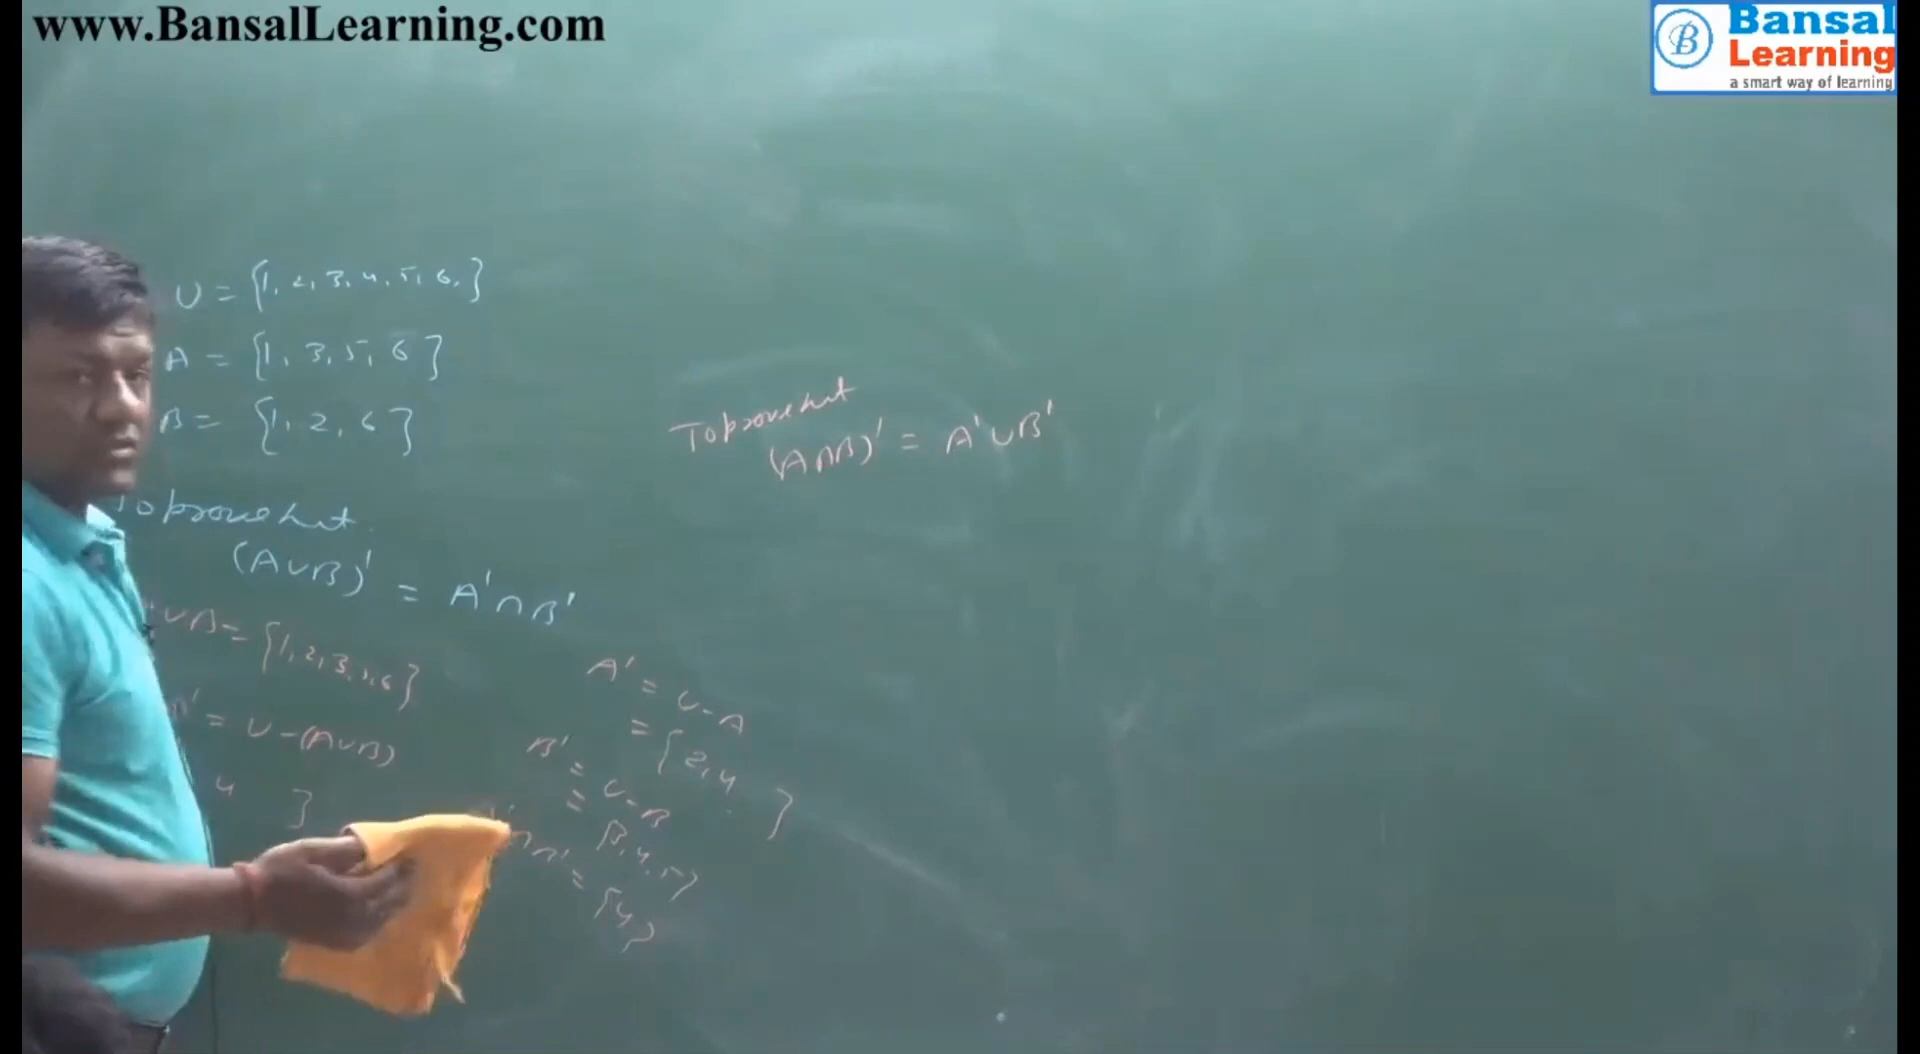 www.BansalLearning.com
Bansal
Learning
a smart way of learning
U = {1, 2, 3, 4, 5, 6, }
A = {1, 3, 5, 6 }
B = {1, 2, 6 }
To prove that
(A∪B)' = A'∩B'
∪B = {1, 2, 3, 5, 6 }
= U - (A∪B)
4 }
A' = U - A
= { 2, 4 }
B' = U - B
= {3, 4, 5}
= {4}
To prove that
(A∩B)' = A'∪B'